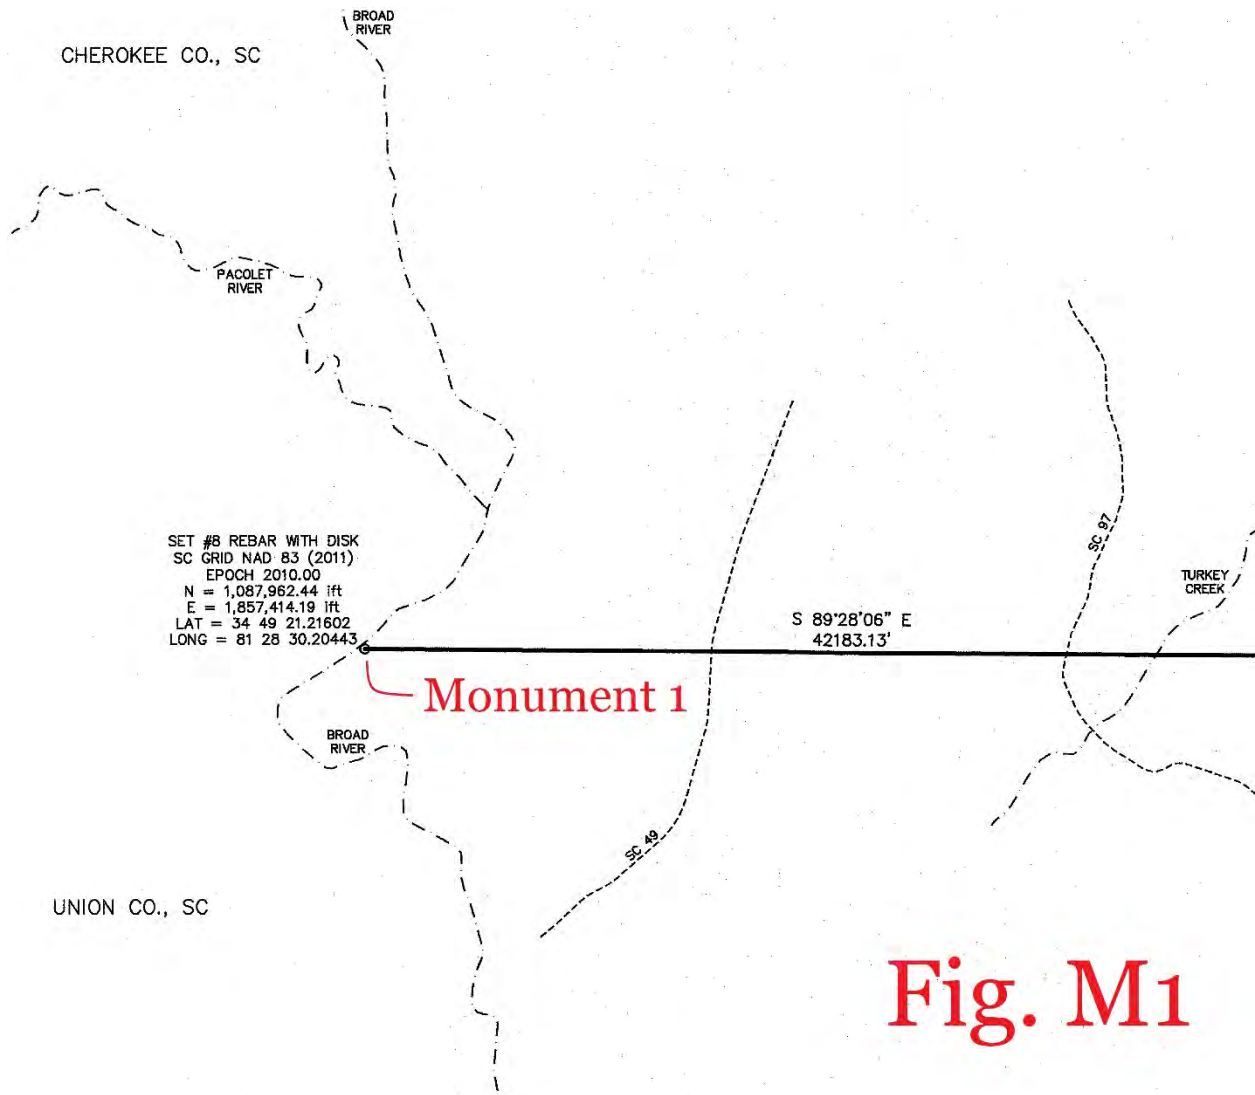 BROAD
RIVER
CHEROKEE CO., SC
PACOLET
RIVER
SC 97
SET #8 REBAR WITH DISK
SC GRID NAD 83 (2011)
EPOCH 2010.00
N = 1,087,962.44 ift
E = 1,857,414.19 ift
LAT = 34 49 21.21602
LONG = 81 28 30.20443
TURKEY
CREEK
S 89°28'06" E
42183.13'
Monument 1
BROAD
RIVER
SC 49
UNION CO., SC
Fig. M1